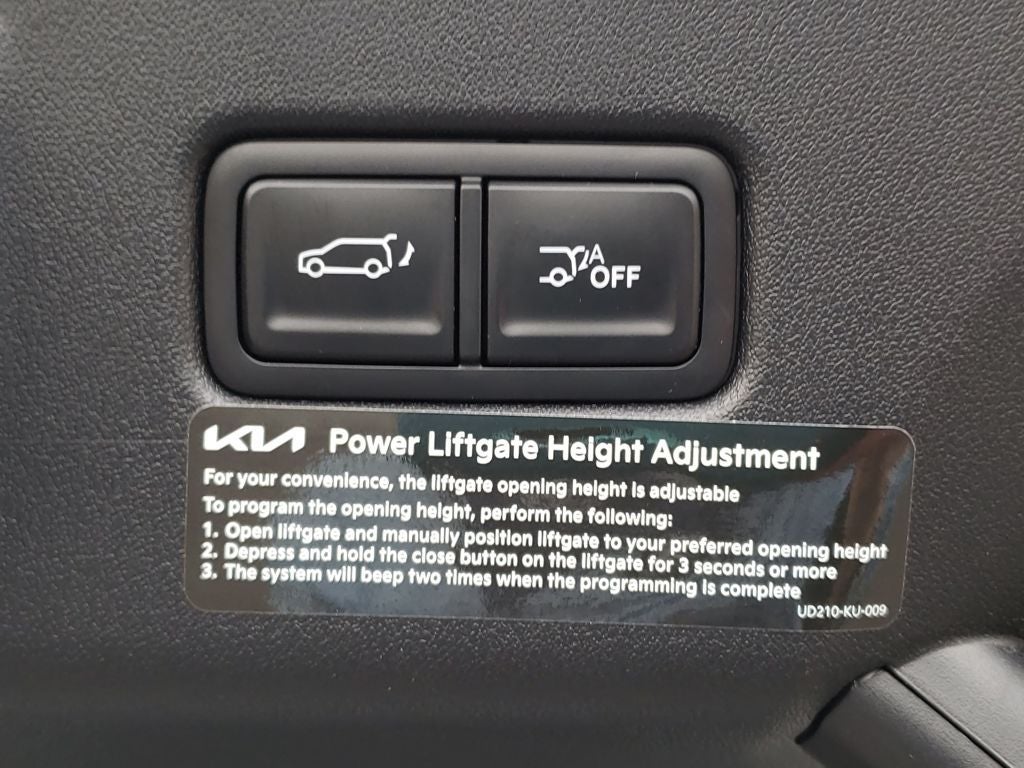 A
OFF
KIA Power Liftgate Height Adjustment
For your convenience, the liftgate opening height is adjustable
To program the opening height, perform the following:
1. Open liftgate and manually position liftgate to your preferred opening height
2. Depress and hold the close button on the liftgate for 3 seconds or more
3. The system will beep two times when the programming is complete
UD210-KU-009